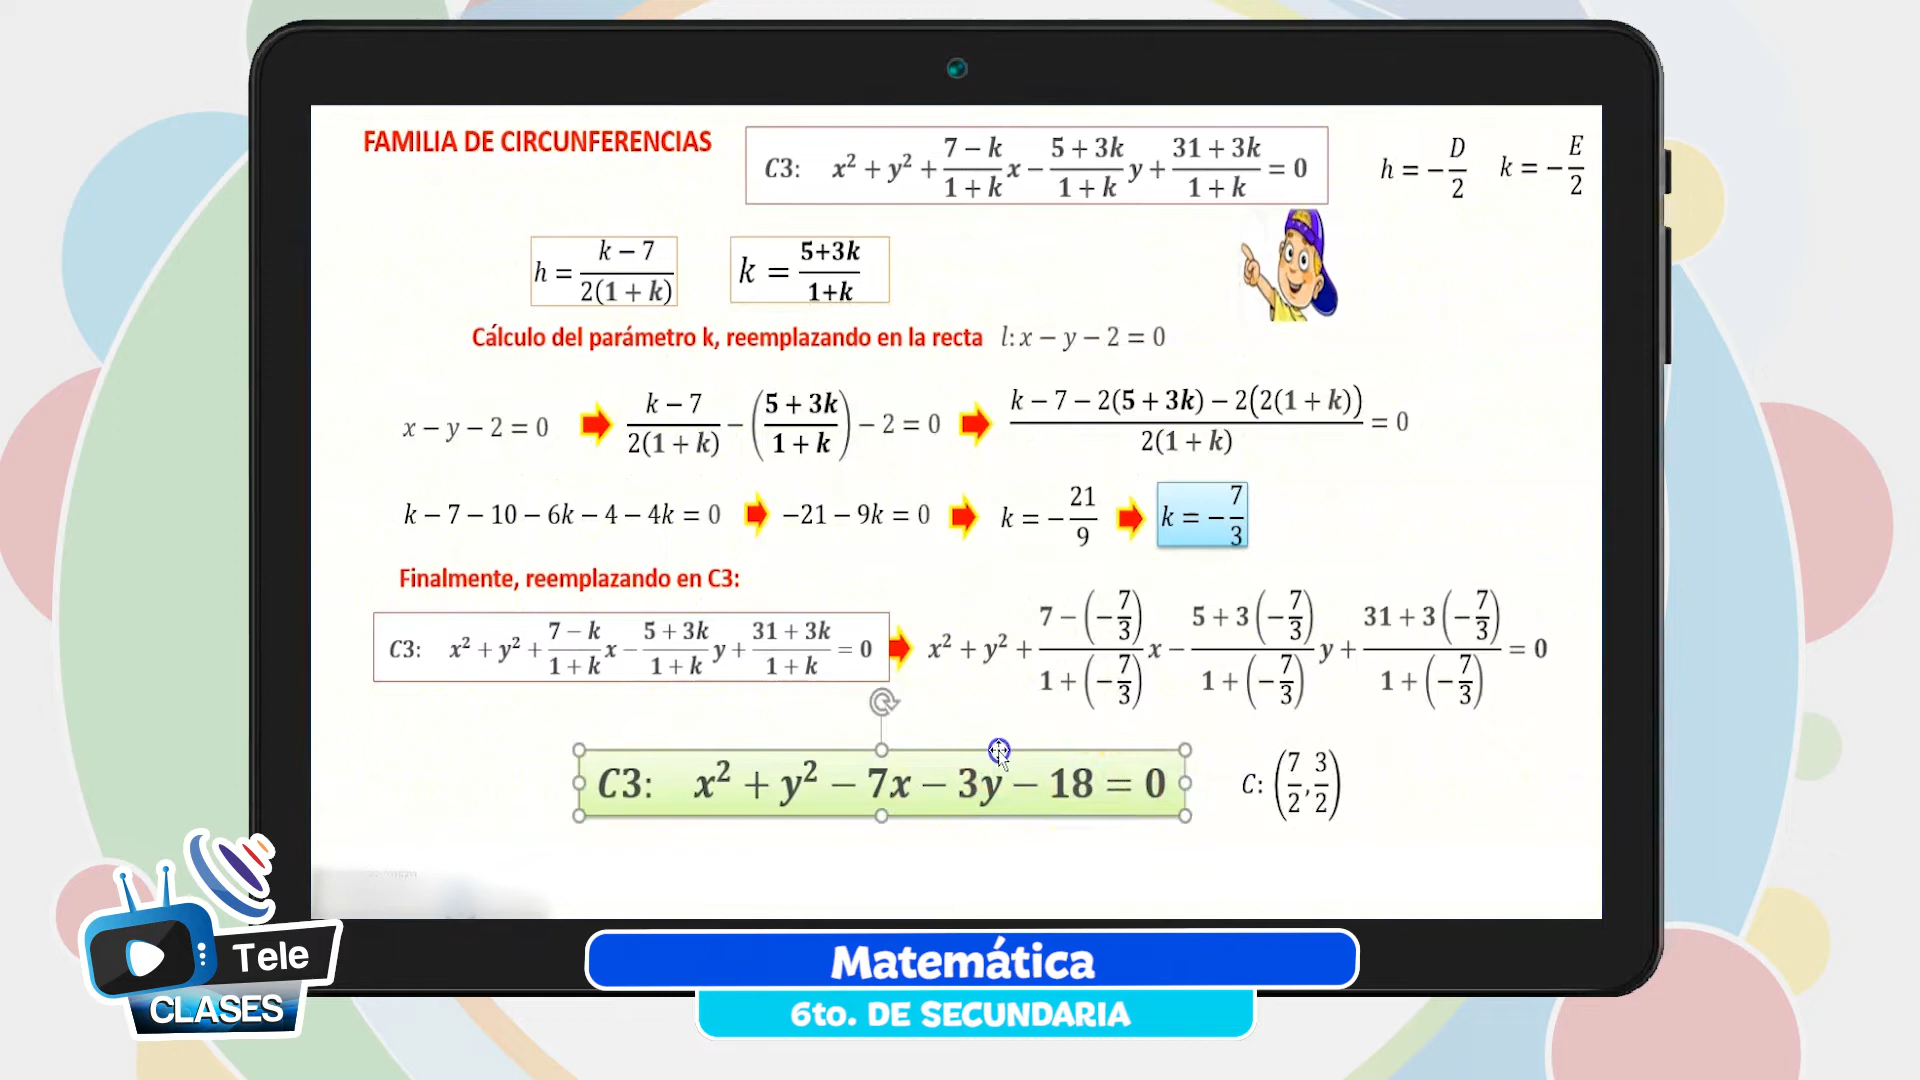 FAMILIA DE CIRCUNFERENCIAS
C3: x² + y² + (7 − k)/(1 + k) x − (5 + 3k)/(1 + k) y + (31 + 3k)/(1 + k) = 0
h = −D/2 k = −E/2
h = (k − 7)/(2(1 + k)) k = (5+3k)/(1+k)
Cálculo del parámetro k, reemplazando en la recta l: x − y − 2 = 0
x − y − 2 = 0 (k − 7)/(2(1 + k)) − ((5 + 3k)/(1 + k)) − 2 = 0 (k − 7 − 2(5 + 3k) − 2(2(1 + k)))/(2(1 + k)) = 0
k − 7 − 10 − 6k − 4 − 4k = 0 −21 − 9k = 0 k = −21/9 k = −7/3
Finalmente, reemplazando en C3:
C3: x² + y² + (7 − k)/(1 + k) x − (5 + 3k)/(1 + k) y + (31 + 3k)/(1 + k) = 0 x² + y² + (7 − (−7/3))/(1 + (−7/3)) x − (5 + 3(−7/3))/(1 + (−7/3)) y + (31 + 3(−7/3))/(1 + (−7/3)) = 0
C3: x² + y² − 7x − 3y − 18 = 0 C: (7/2, 3/2)
Tele
CLASES
Matemática
6to. DE SECUNDARIA